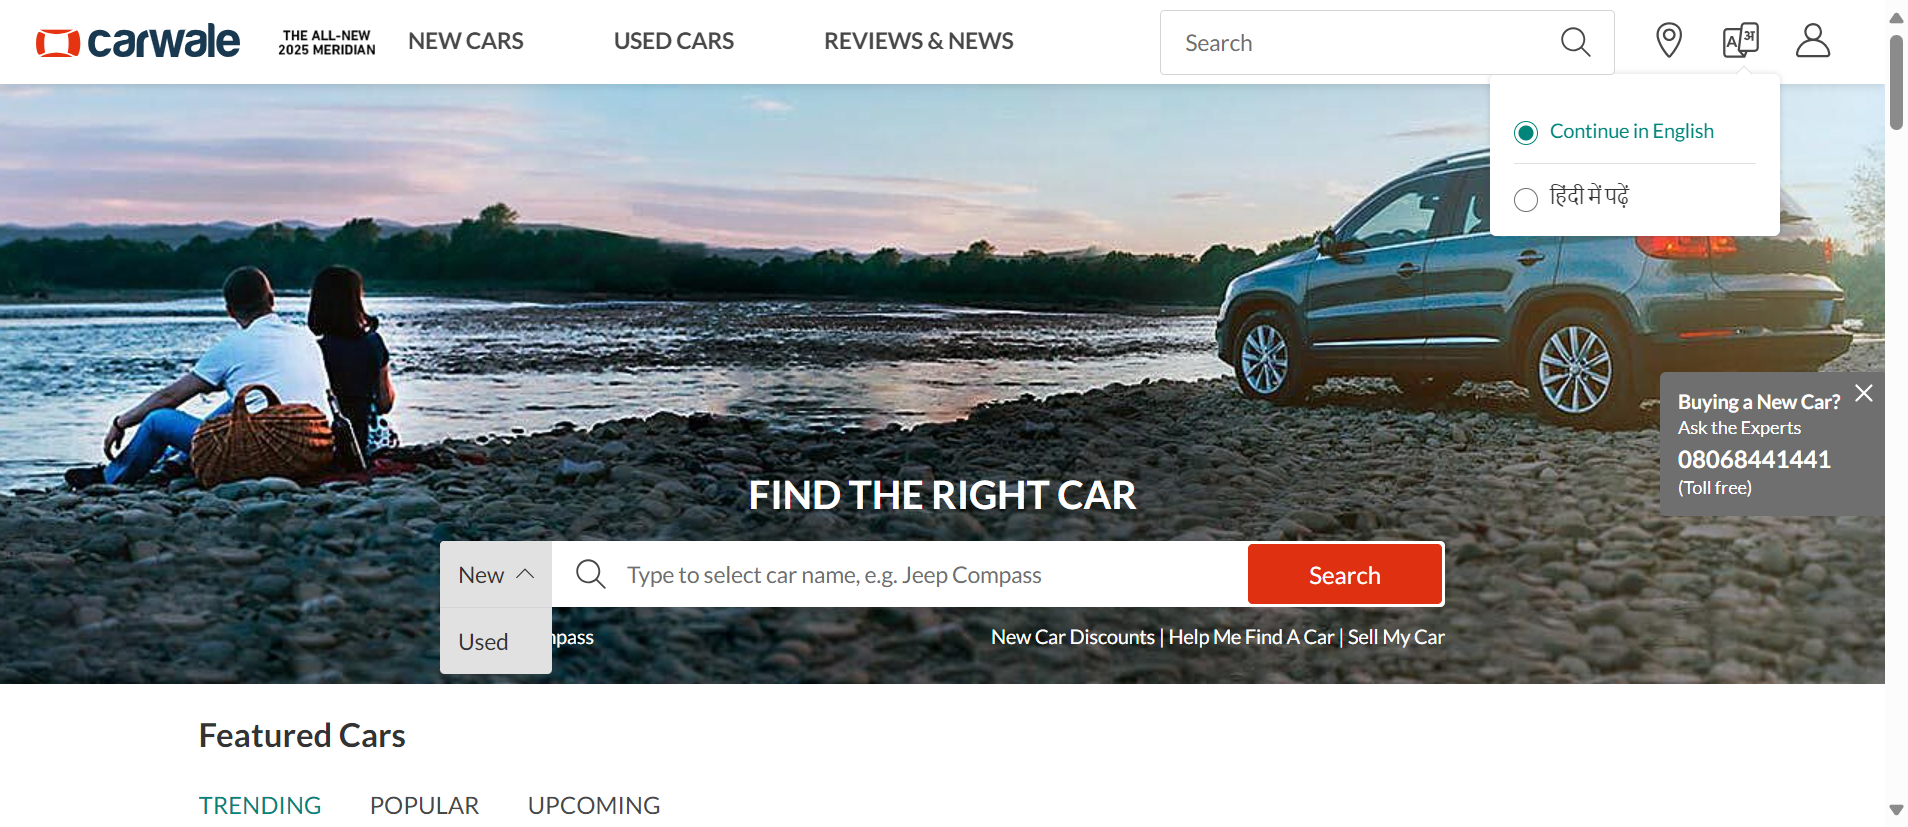 carwale
THE ALL-NEW
2025 MERIDIAN
NEW CARS
USED CARS
REVIEWS & NEWS
Search
A अ
Continue in English
हिंदी में पढ़ें
Buying a New Car?
Ask the Experts
08068441441
(Toll free)
FIND THE RIGHT CAR
New
Type to select car name, e.g. Jeep Compass
Search
Used
New Car Discounts | Help Me Find A Car | Sell My Car
Featured Cars
TRENDING
POPULAR
UPCOMING